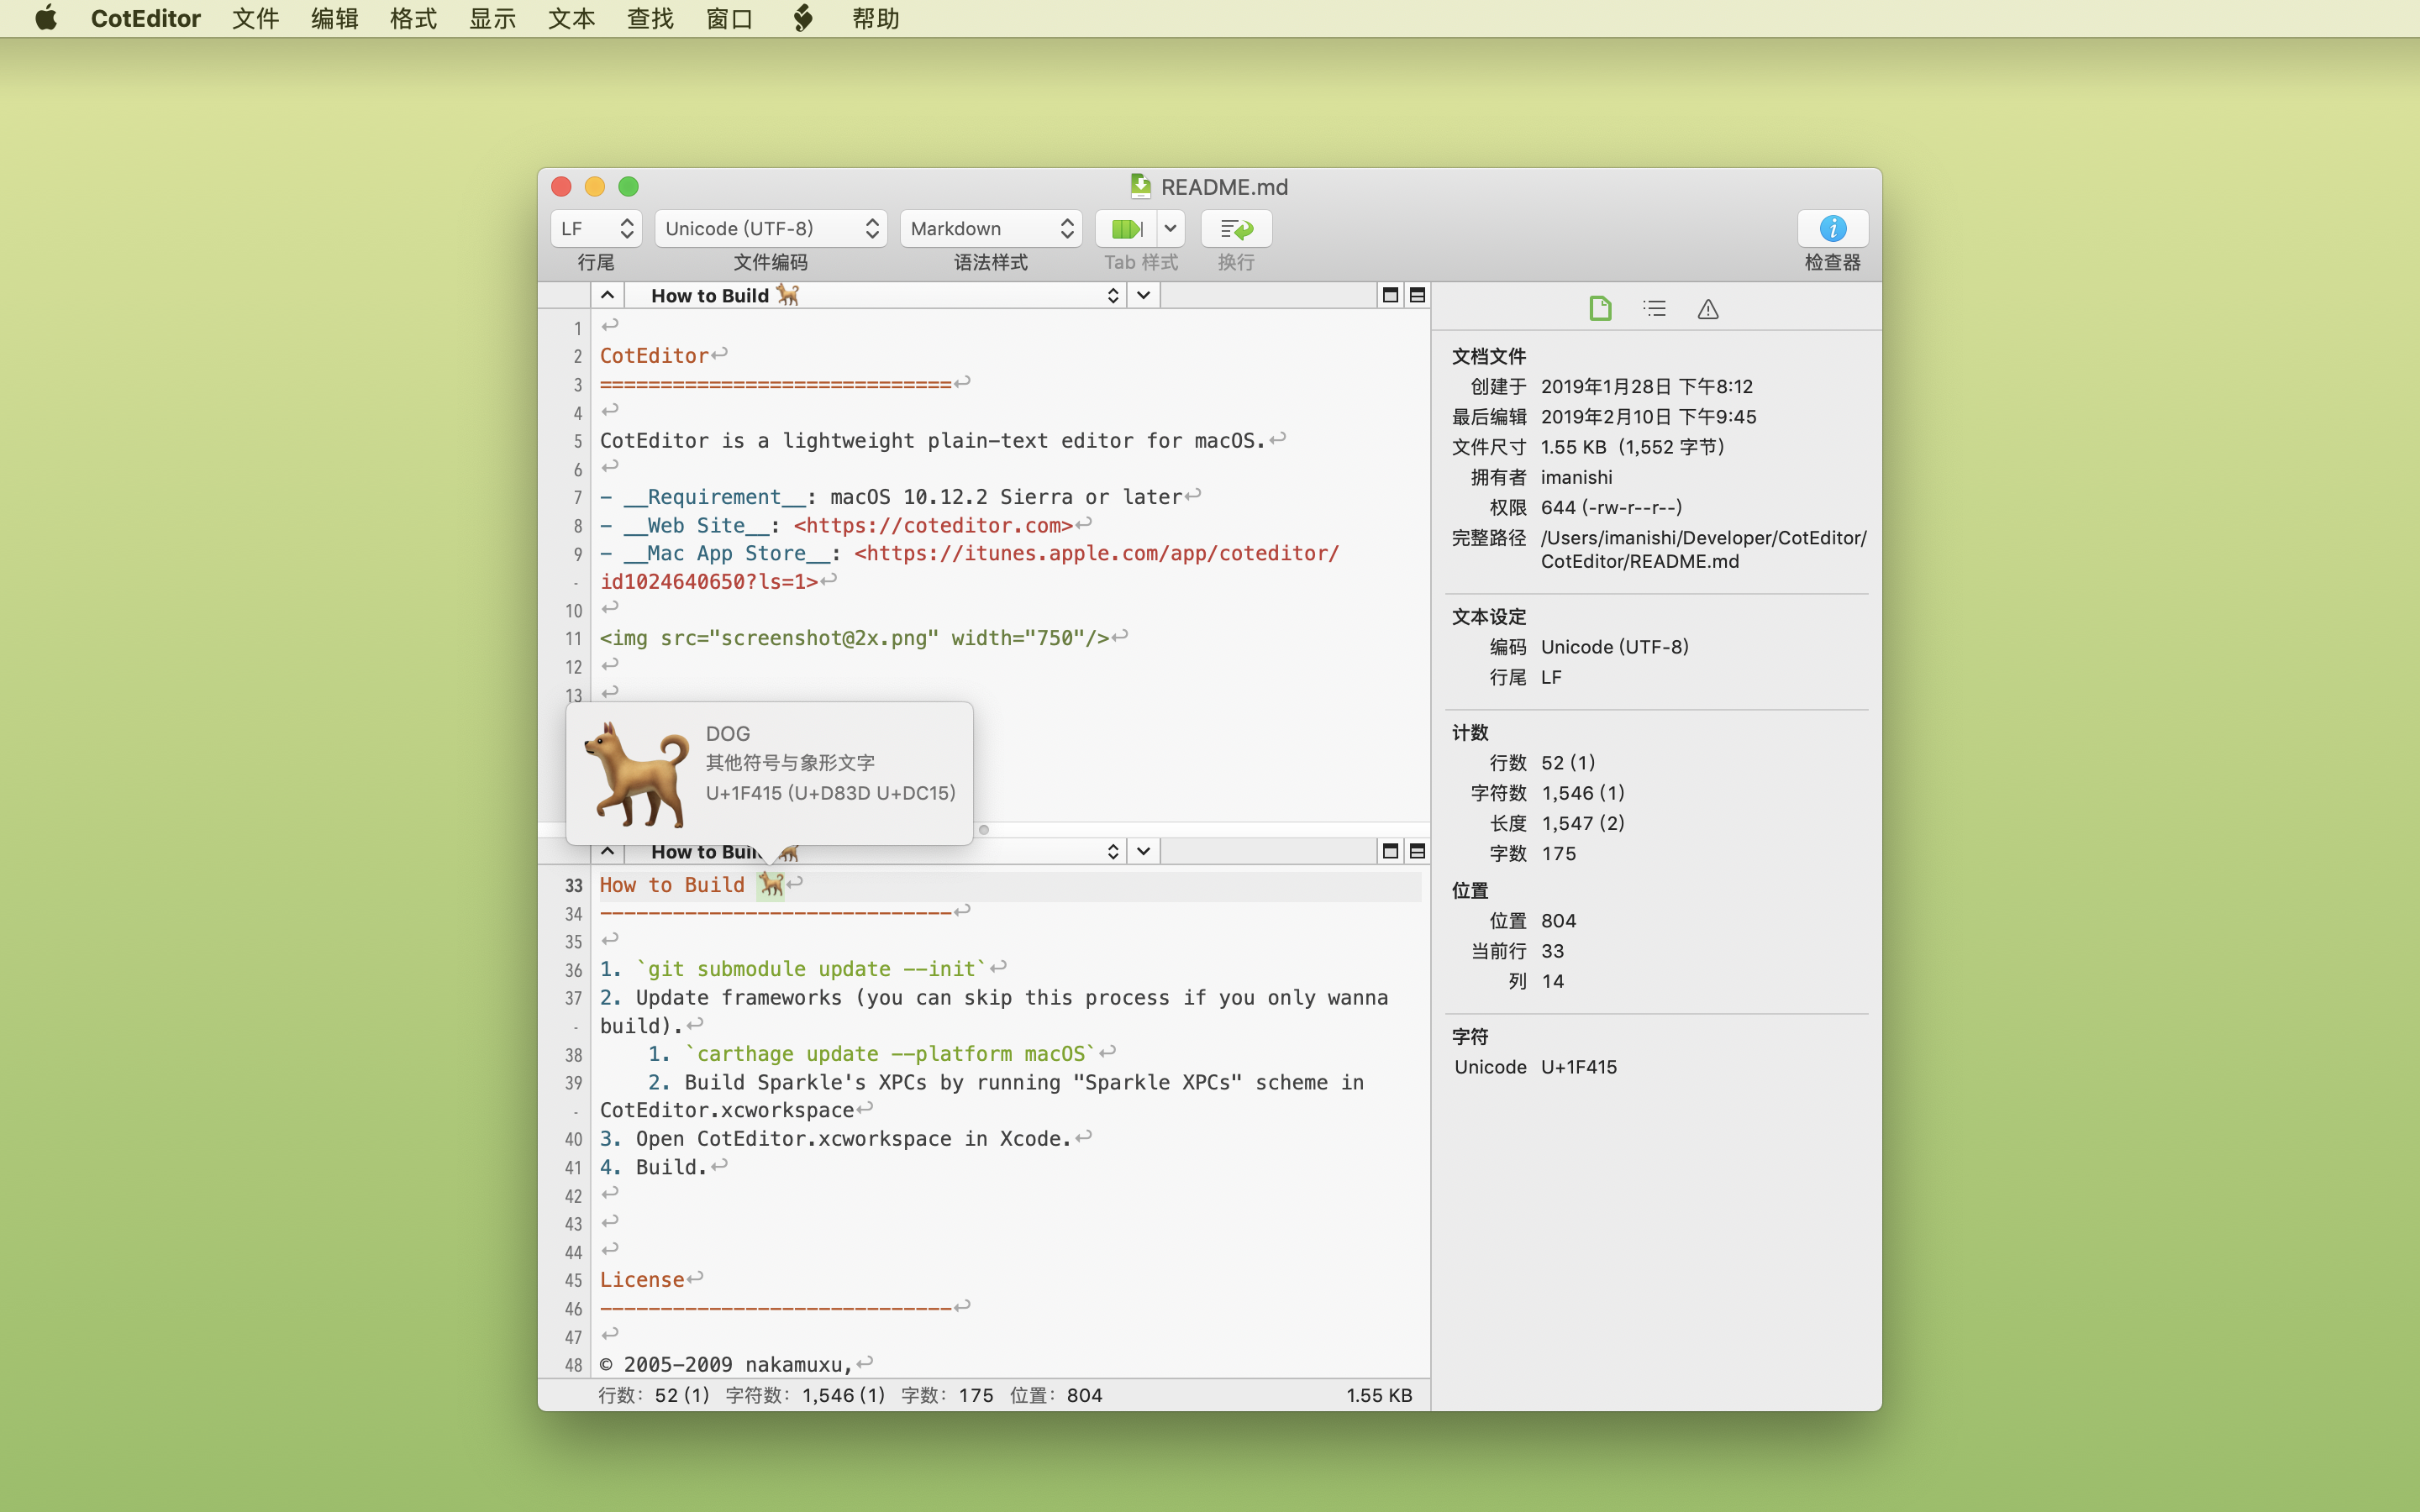 CotEditor 文件 编辑 格式 显示 文本 查找 窗口 帮助
README.md
LF Unicode (UTF-8) Markdown
行尾 文件编码 语法样式 Tab 样式 换行 检查器
How to Build 🐕
1
2 CotEditor
3 =============================
4
5 CotEditor is a lightweight plain-text editor for macOS.
6
7 - __Requirement__: macOS 10.12.2 Sierra or later
8 - __Web Site__: <https://coteditor.com>
9 - __Mac App Store__: <https://itunes.apple.com/app/coteditor/
- id1024640650?ls=1>
10
11 <img src="screenshot@2x.png" width="750"/>
12
13
DOG
其他符号与象形文字
U+1F415 (U+D83D U+DC15)
How to Build 🐕
33 How to Build 🐕
34 -----------------------------
35
36 1. `git submodule update --init`
37 2. Update frameworks (you can skip this process if you only wanna
- build).
38 1. `carthage update --platform macOS`
39 2. Build Sparkle's XPCs by running "Sparkle XPCs" scheme in
- CotEditor.xcworkspace
40 3. Open CotEditor.xcworkspace in Xcode.
41 4. Build.
42
43
44
45 License
46 -----------------------------
47
48 © 2005-2009 nakamuxu,
行数: 52 (1) 字符数: 1,546 (1) 字数: 175 位置: 804 1.55 KB
文档文件
创建于 2019年1月28日 下午8:12
最后编辑 2019年2月10日 下午9:45
文件尺寸 1.55 KB (1,552 字节)
拥有者 imanishi
权限 644 (-rw-r--r--)
完整路径 /Users/imanishi/Developer/CotEditor/
CotEditor/README.md
文本设定
编码 Unicode (UTF-8)
行尾 LF
计数
行数 52 (1)
字符数 1,546 (1)
长度 1,547 (2)
字数 175
位置
位置 804
当前行 33
列 14
字符
Unicode U+1F415